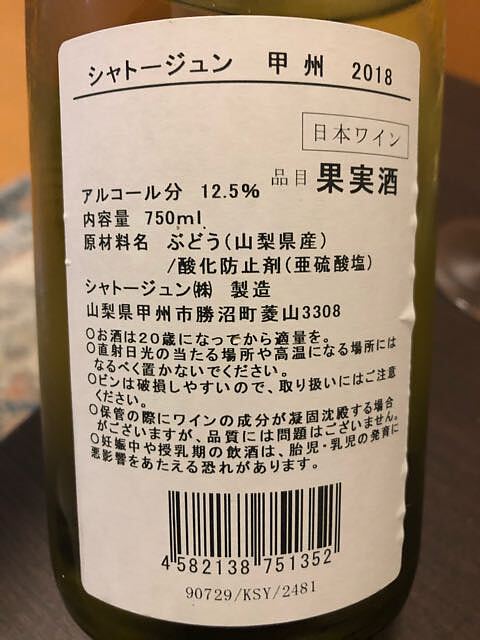 シャトージュン 甲州 2018
日本ワイン
品目 果実酒
アルコール分 12.5%
内容量 750ml
原材料名 ぶどう(山梨県産)
/酸化防止剤(亜硫酸塩)
シャトージュン㈱ 製造
山梨県甲州市勝沼町菱山3308
○お酒は20歳になってから適量を。
○直射日光の当たる場所や高温になる場所には
なるべく置かないでください。
○ビンは破損しやすいので、取り扱いにはご注意
ください。
○保管の際にワインの成分が凝固沈殿する場合
がございますが、品質には問題はございません。
○妊娠中や授乳期の飲酒は、胎児・乳児の発育に
悪影響をあたえる恐れがあります。
4582138751352
90729/KSY/2481